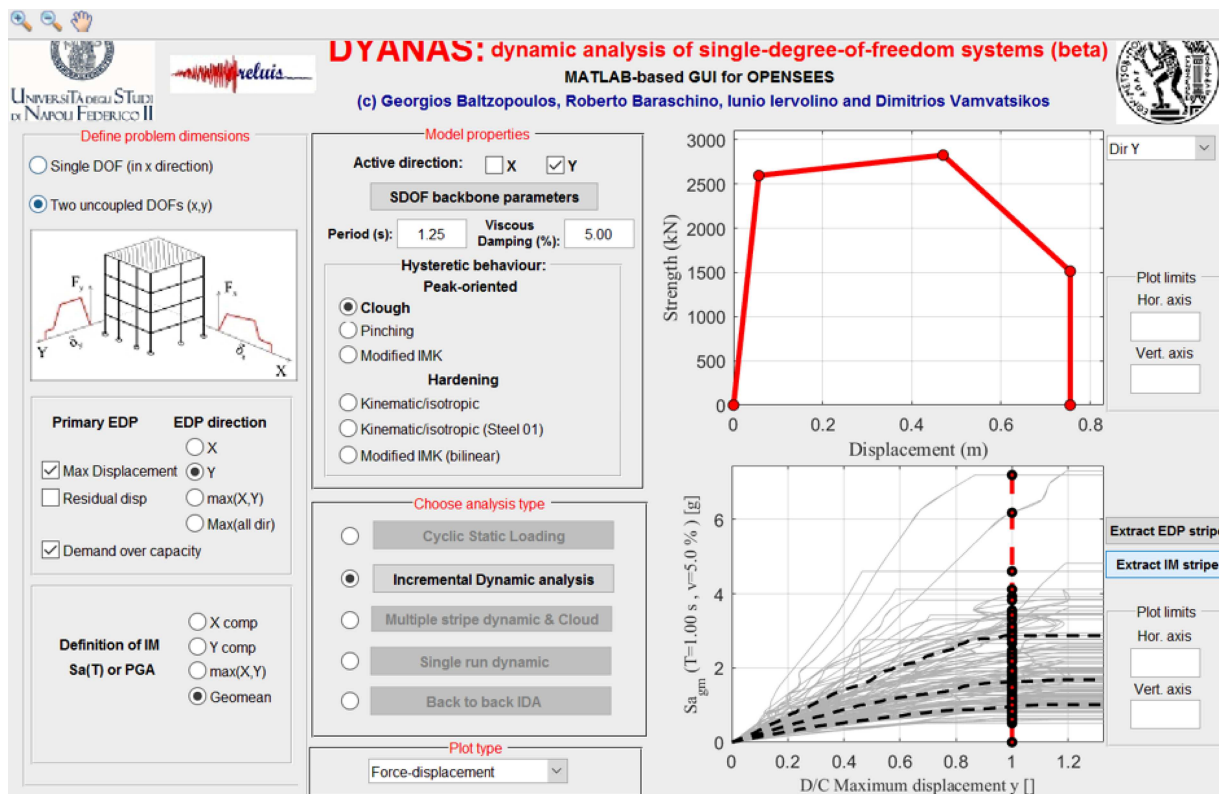 DYANAS: dynamic analysis of single-degree-of-freedom systems (beta)
MATLAB-based GUI for OPENSEES
(c) Georgios Baltzopoulos, Roberto Baraschino, Iunio Iervolino and Dimitrios Vamvatsikos
UNIVERSITÀ DEGLI STUDI
DI NAPOLI FEDERICO II
reluis
Define problem dimensions
Single DOF (in x direction)
Two uncoupled DOFs (x,y)
F_y
F_x
Y
δ_y
δ_x
X
Primary EDP
EDP direction
X
Max Displacement
Y
Residual disp
max(X,Y)
Max(all dir)
Demand over capacity
Definition of IM
Sa(T) or PGA
X comp
Y comp
max(X,Y)
Geomean
Model properties
Active direction:
X
Y
SDOF backbone parameters
Period (s):
1.25
Viscous
Damping (%):
5.00
Hysteretic behaviour:
Peak-oriented
Clough
Pinching
Modified IMK
Hardening
Kinematic/isotropic
Kinematic/isotropic (Steel 01)
Modified IMK (bilinear)
Choose analysis type
Cyclic Static Loading
Incremental Dynamic analysis
Multiple stripe dynamic & Cloud
Single run dynamic
Back to back IDA
Plot type
Force-displacement
Strength (kN)
3000
2500
2000
1500
1000
500
0
0 0.2 0.4 0.6 0.8
Displacement (m)
Sa_gm (T=1.00 s , v=5.0 % ) [g]
6
4
2
0
0 0.2 0.4 0.6 0.8 1 1.2
D/C Maximum displacement y []
Dir Y
Plot limits
Hor. axis
Vert. axis
Extract EDP stripe
Extract IM stripe
Plot limits
Hor. axis
Vert. axis